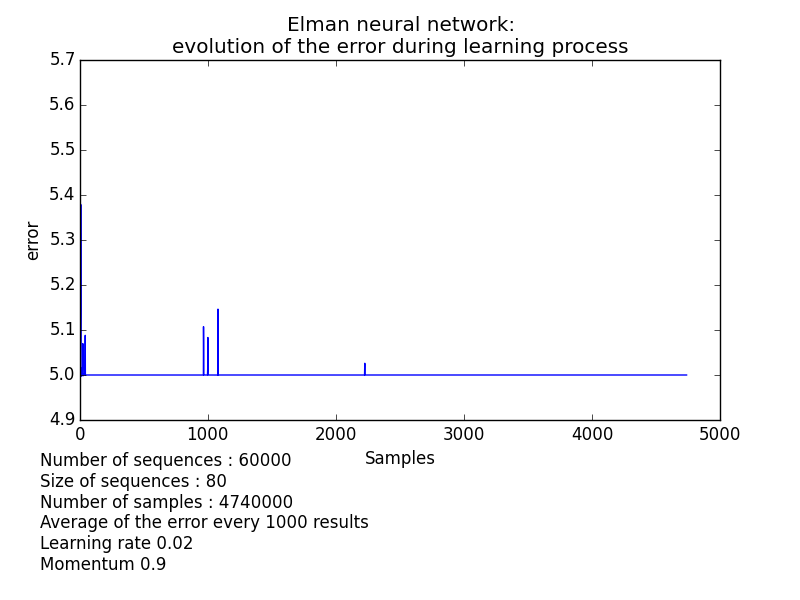 Elman neural network:
evolution of the error during learning process
5.7
5.6
5.5
5.4
5.3
5.2
5.1
5.0
4.9
error
0 1000 2000 3000 4000 5000
Samples
Number of sequences : 60000
Size of sequences : 80
Number of samples : 4740000
Average of the error every 1000 results
Learning rate 0.02
Momentum 0.9